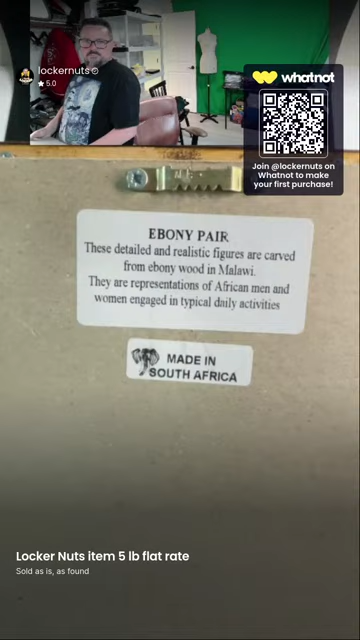 lockernuts
★ 5.0
whatnot
Join @lockernuts on
Whatnot to make
your first purchase!
EBONY PAIR
These detailed and realistic figures are carved
from ebony wood in Malawi.
They are representations of African men and
women engaged in typical daily activities
MADE IN
SOUTH AFRICA
Locker Nuts item 5 lb flat rate
Sold as is, as found